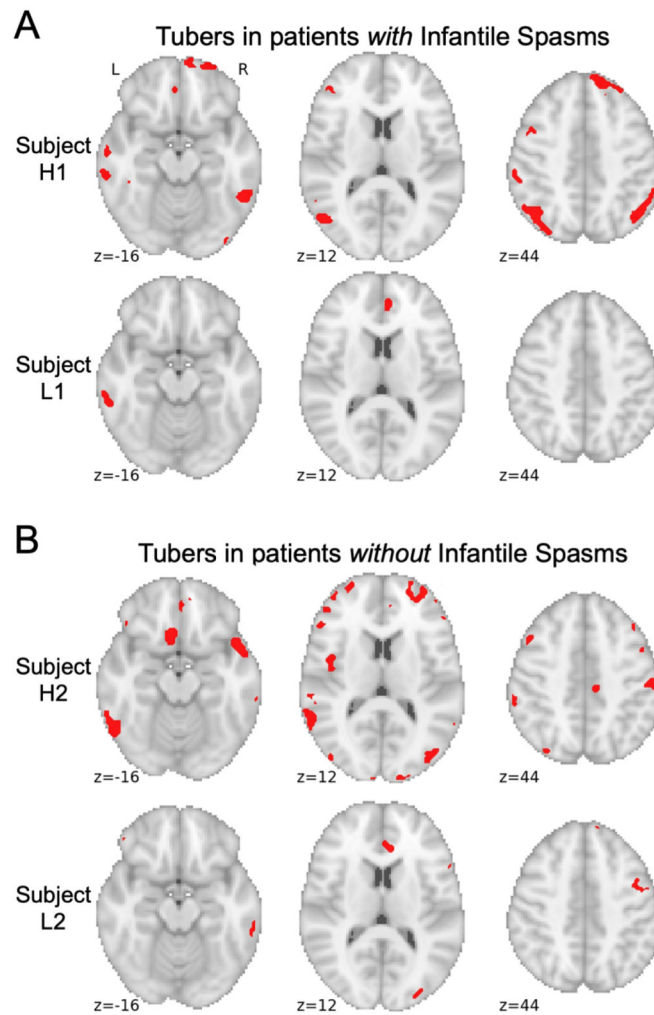 A
Tubers in patients with Infantile Spasms
L
R
Subject
H1
z=-16
z=12
z=44
Subject
L1
z=-16
z=12
z=44
B
Tubers in patients without Infantile Spasms
Subject
H2
z=-16
z=12
z=44
Subject
L2
z=-16
z=12
z=44